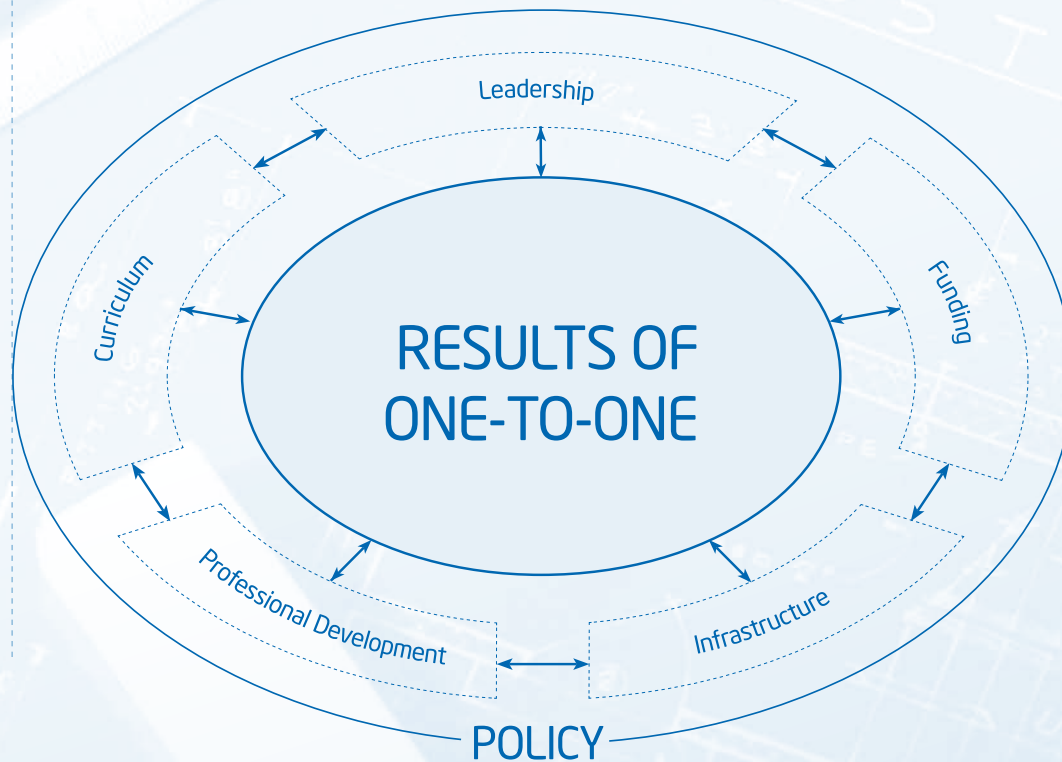 Leadership
Curriculum
Funding
RESULTS OF
ONE-TO-ONE
Professional Development
Infrastructure
POLICY